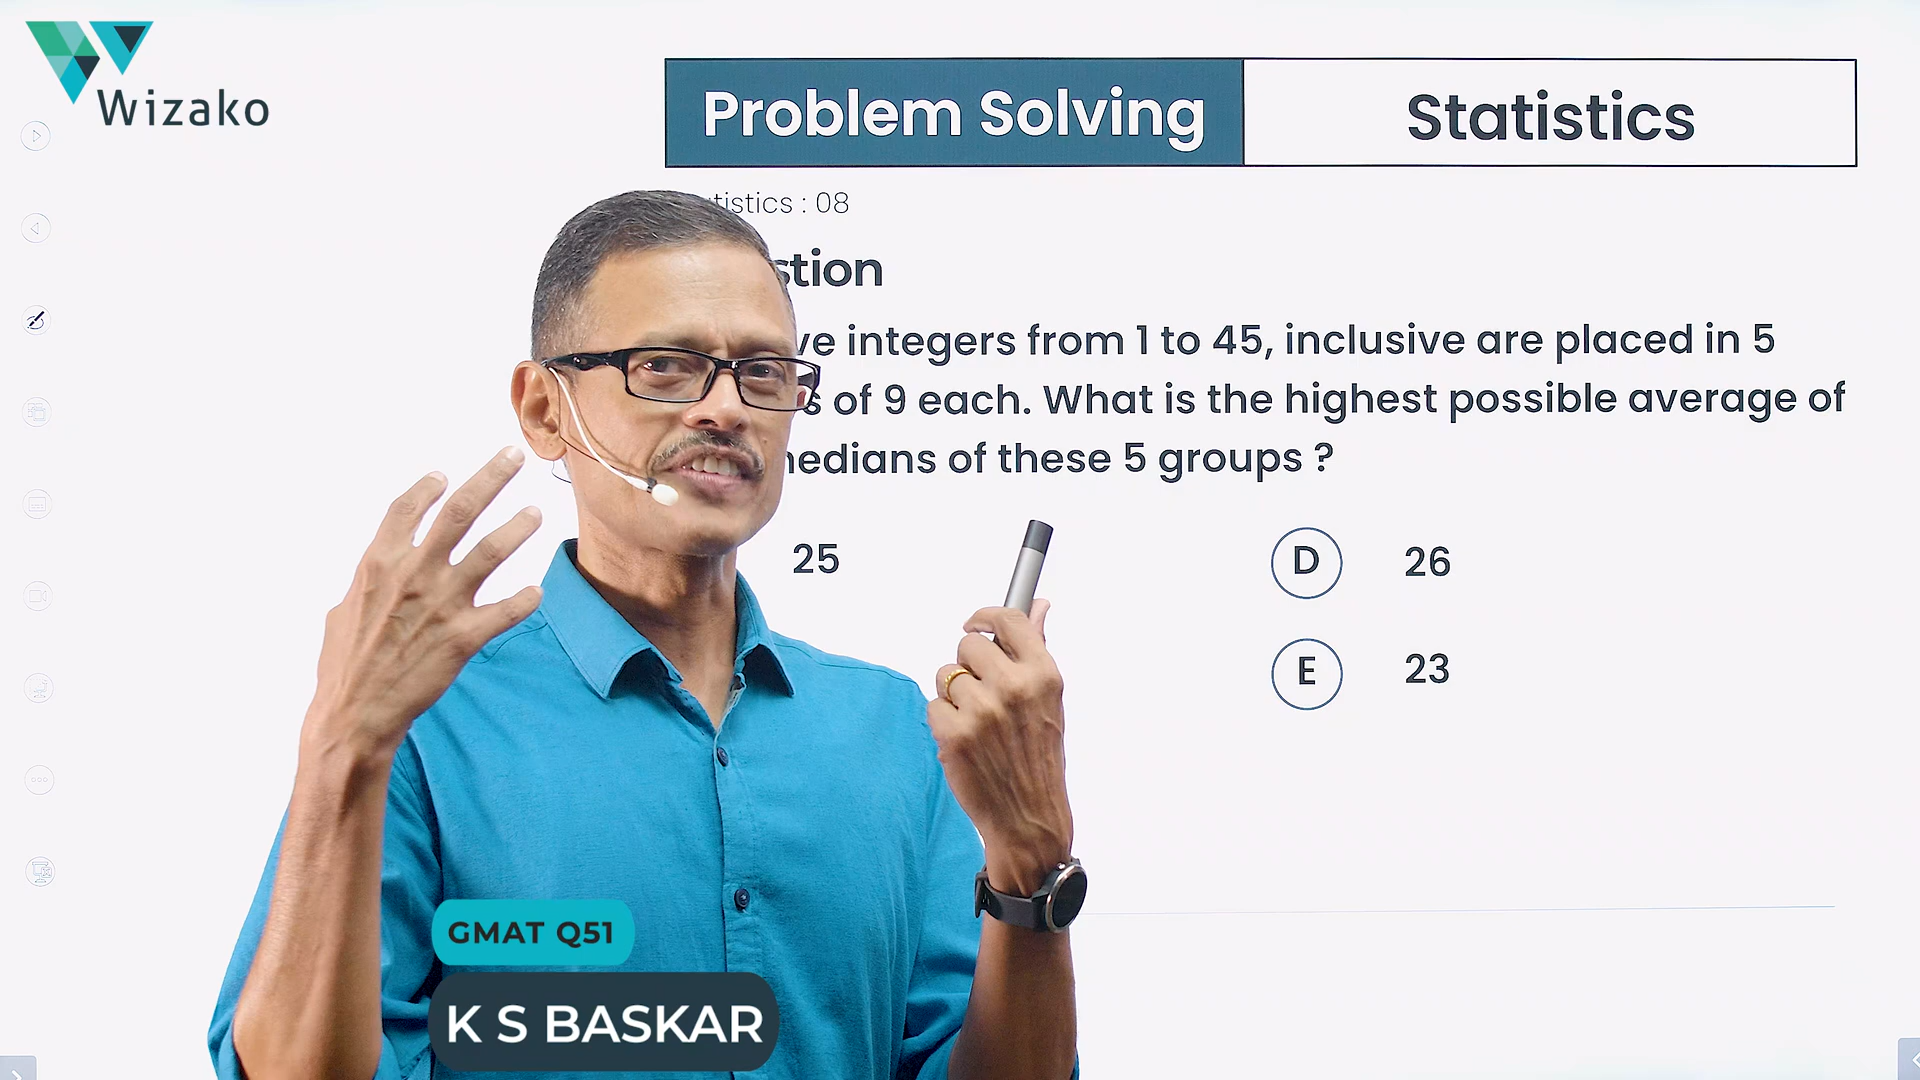 Wizako
Problem Solving
Statistics
tistics : 08
stion
ve integers from 1 to 45, inclusive are placed in 5
s of 9 each. What is the highest possible average of
nedians of these 5 groups ?
25
D 26
E 23
GMAT Q51
K S BASKAR